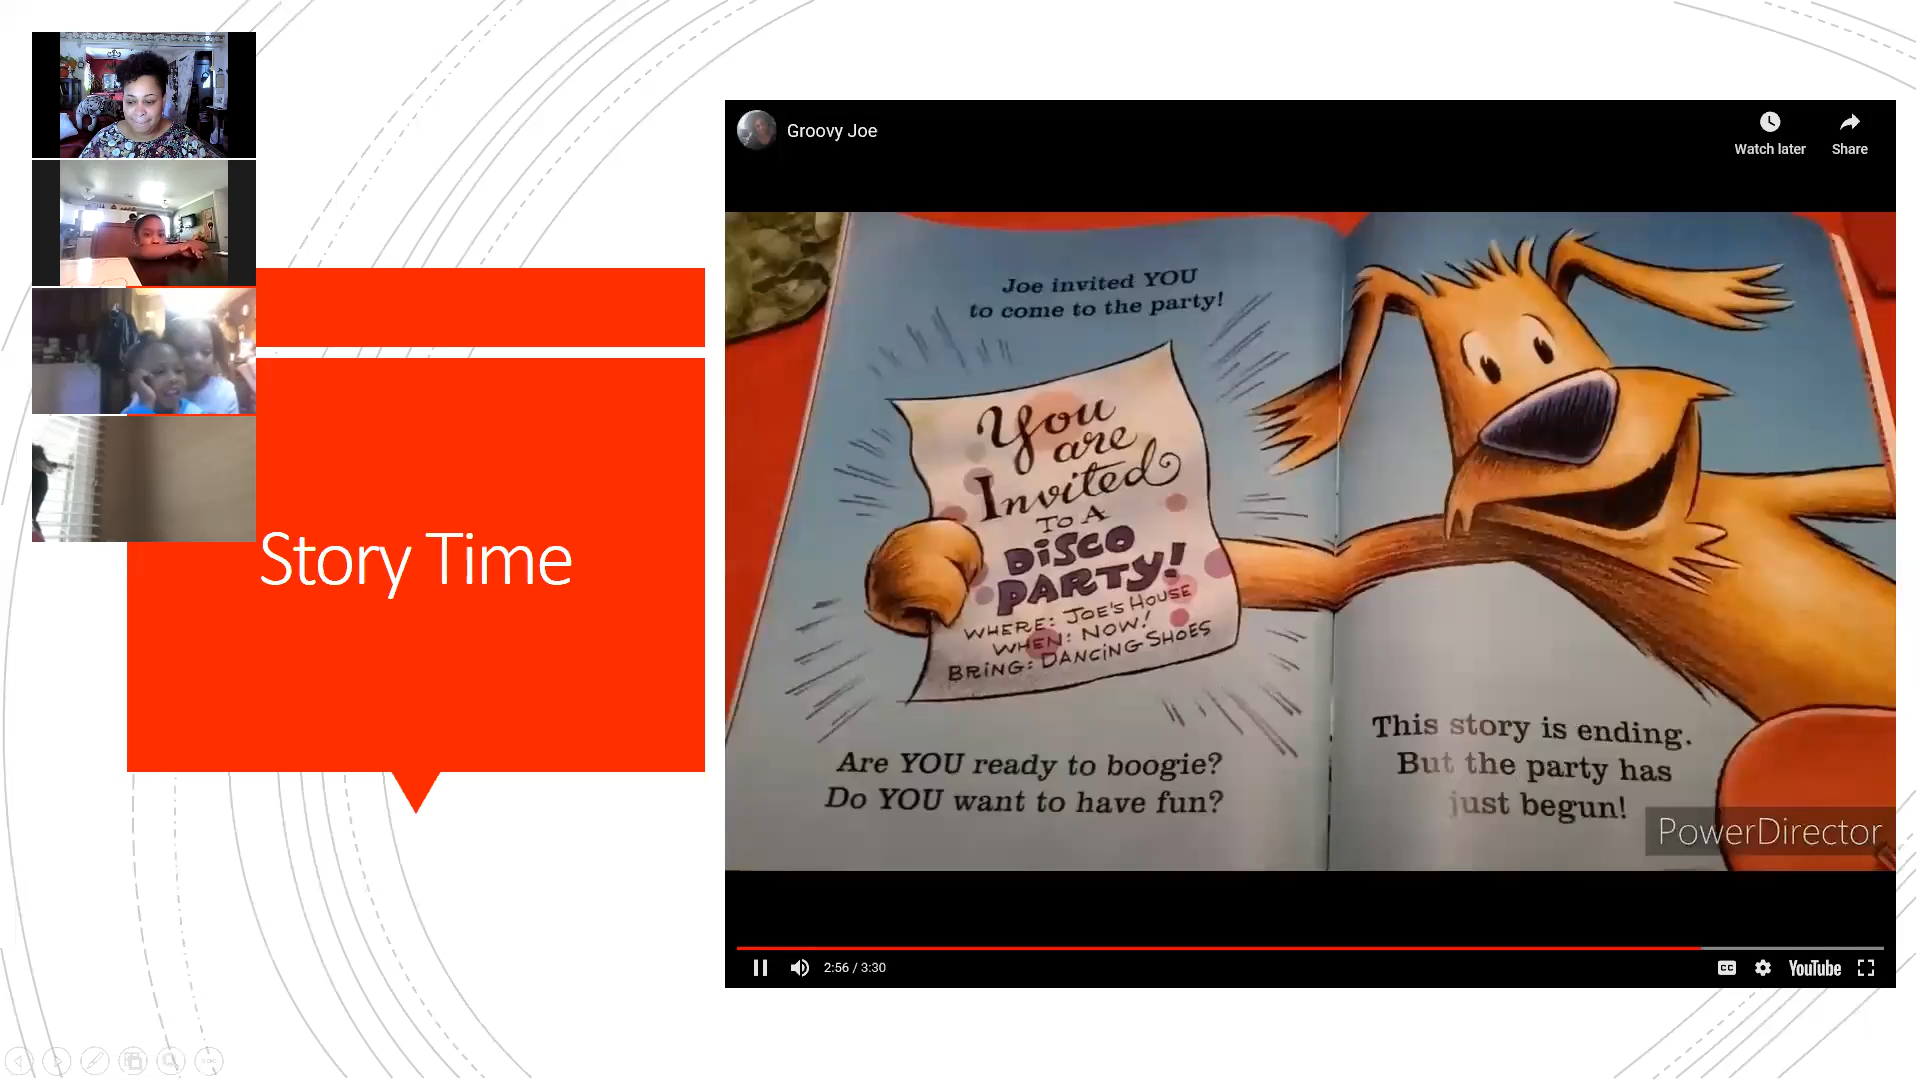 Groovy Joe
Watch later
Share
Joe invited YOU
to come to the party!
You
are
Invited
To A
DiSCO
PARTY!
WHERE: JOE'S HOUSE
WHEN: NOW!
BRiNG: DANCiNG SHOES
Are YOU ready to boogie?
Do YOU want to have fun?
This story is ending.
But the party has
just begun!
PowerDirector
2:56 / 3:30
CC
YouTube
Story Time